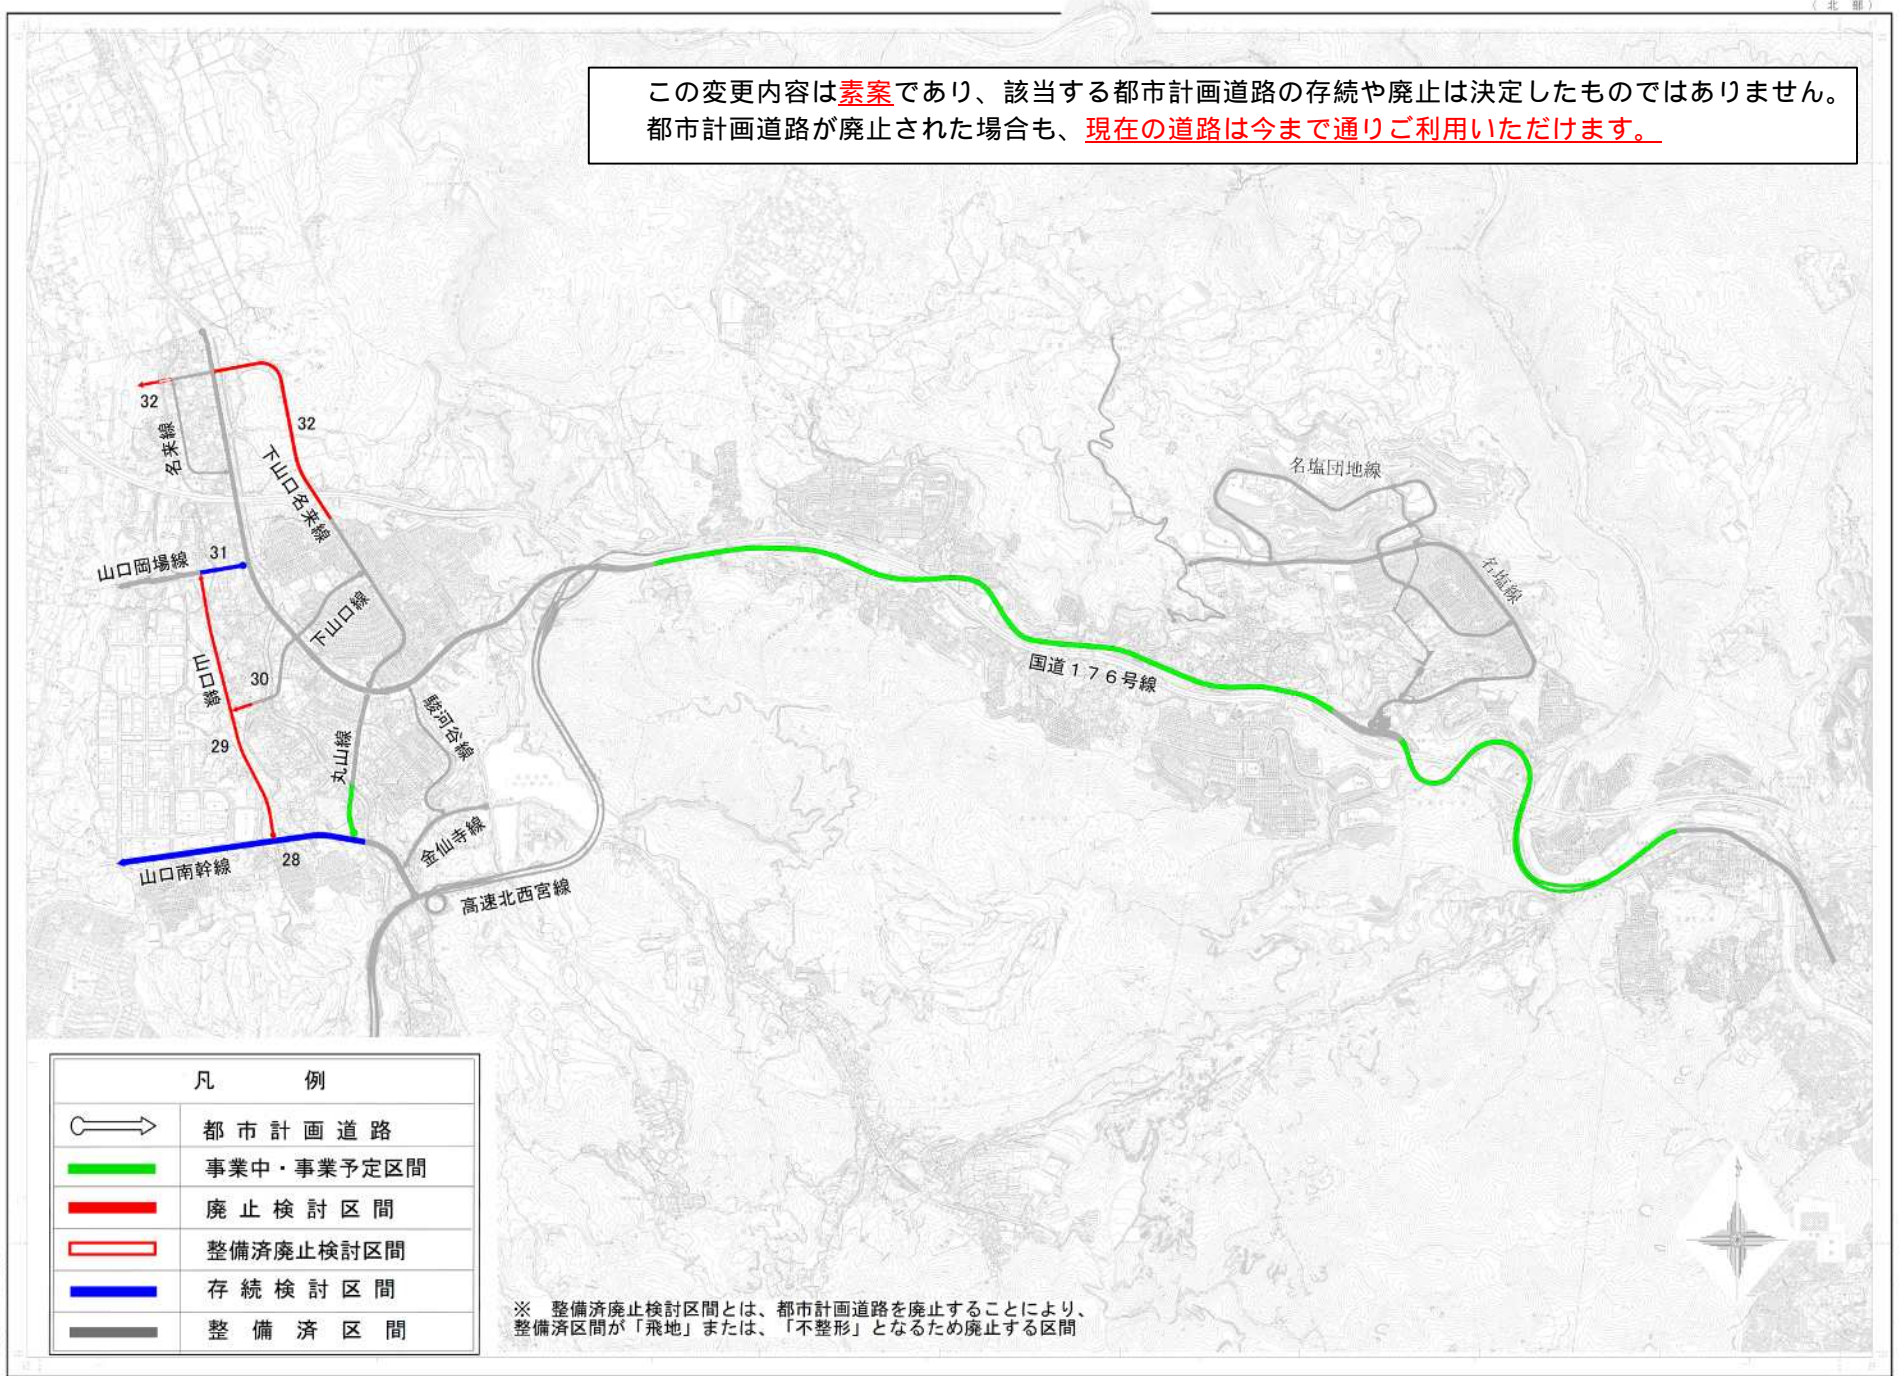 (北部)
この変更内容は素案であり、該当する都市計画道路の存続や廃止は決定したものではありません。
都市計画道路が廃止された場合も、現在の道路は今まで通りご利用いただけます。
32
名来線
32
下山口名来線
山口岡場線
31
下山口線
山口線
30
29
丸山線
駿河谷線
金仙寺線
山口南幹線
28
高速北西宮線
国道176号線
名塩団地線
名塩線
凡例
都市計画道路
事業中・事業予定区間
廃止検討区間
整備済廃止検討区間
存続検討区間
整備済区間
※ 整備済廃止検討区間とは、都市計画道路を廃止することにより、
整備済区間が「飛地」または、「不整形」となるため廃止する区間